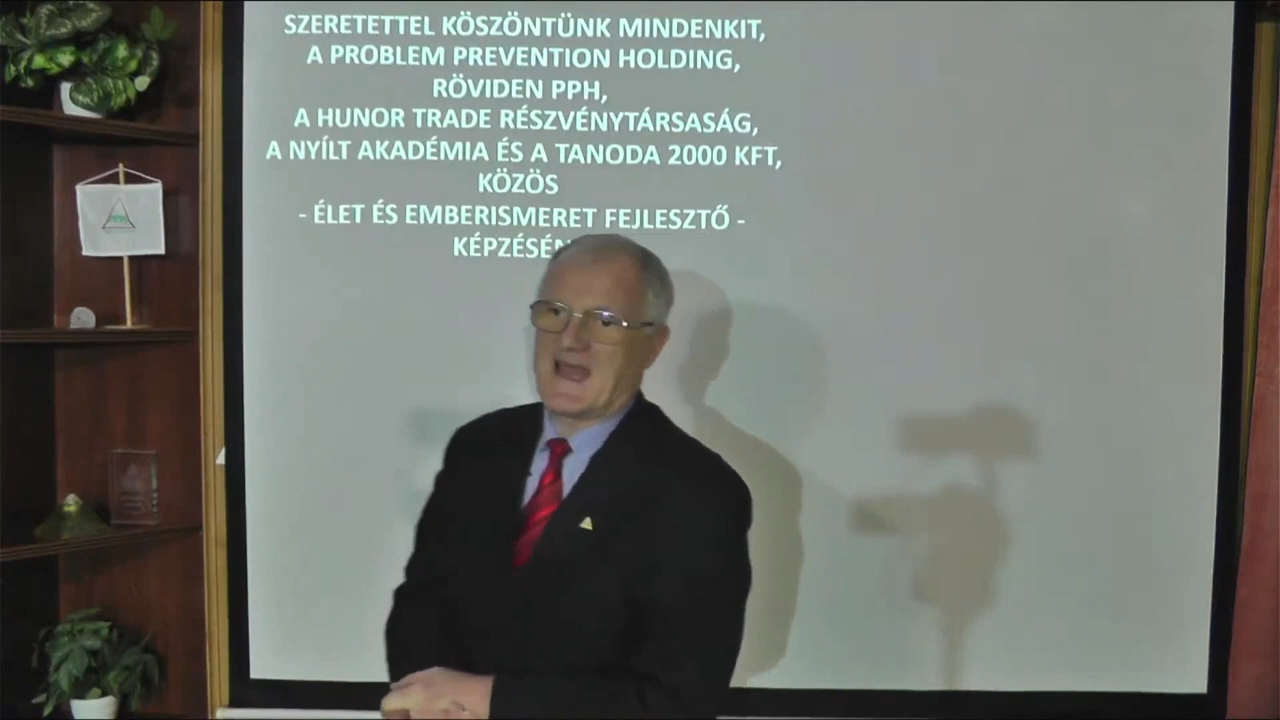 SZERETETTEL KÖSZÖNTÜNK MINDENKIT,
A PROBLEM PREVENTION HOLDING,
RÖVIDEN PPH,
A HUNOR TRADE RÉSZVÉNYTÁRSASÁG,
A NYÍLT AKADÉMIA ÉS A TANODA 2000 KFT,
KÖZÖS
- ÉLET ÉS EMBERISMERET FEJLESZTŐ -
KÉPZÉSÉN